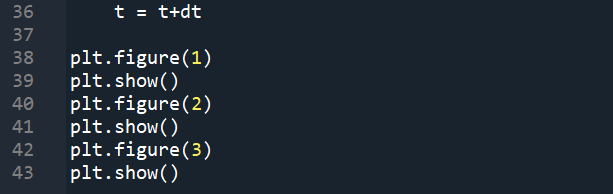 36 t = t+dt
37
38 plt.figure(1)
39 plt.show()
40 plt.figure(2)
41 plt.show()
42 plt.figure(3)
43 plt.show()